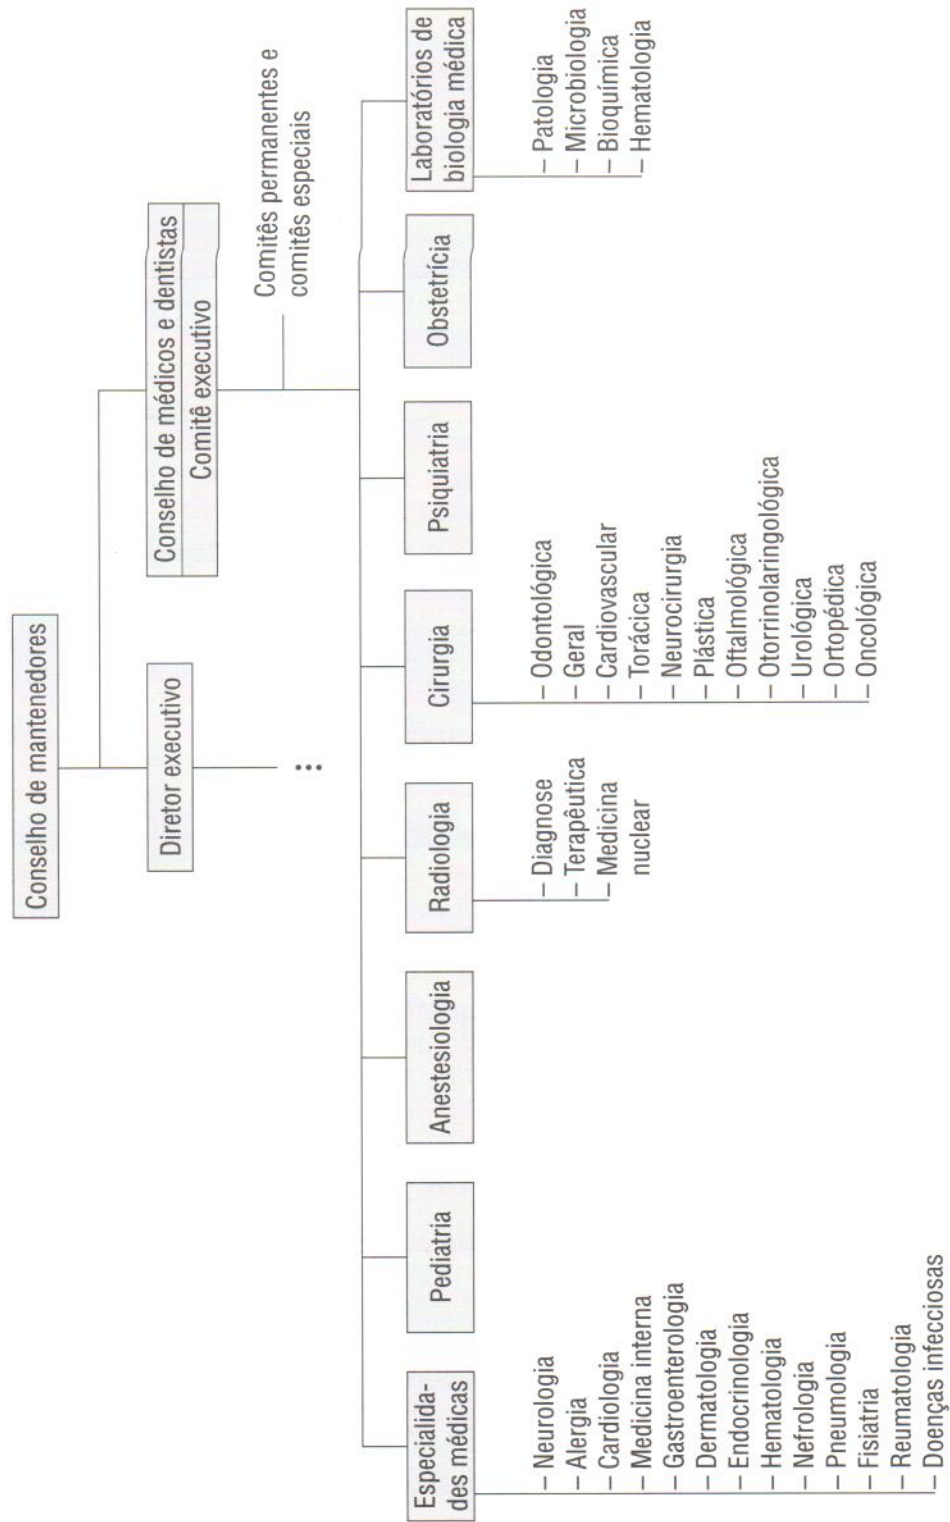 Conselho de mantenedores
Diretor executivo
Conselho de médicos e dentistas
Comitê executivo
Comitês permanentes e
comitês especiais
Especialida-
des médicas
– Neurologia
– Alergia
– Cardiologia
– Medicina interna
– Gastroenterologia
– Dermatologia
– Endocrinologia
– Hematologia
– Nefrologia
– Pneumologia
– Fisiatria
– Reumatologia
– Doenças infecciosas
Pediatria
Anestesiologia
Radiologia
– Diagnose
– Terapêutica
– Medicina
nuclear
Cirurgia
– Odontológica
– Geral
– Cardiovascular
– Torácica
– Neurocirurgia
– Plástica
– Oftalmológica
– Otorrinolaringológica
– Urológica
– Ortopédica
– Oncológica
Psiquiatria
Obstetrícia
Laboratórios de
biologia médica
– Patologia
– Microbiologia
– Bioquímica
– Hematologia